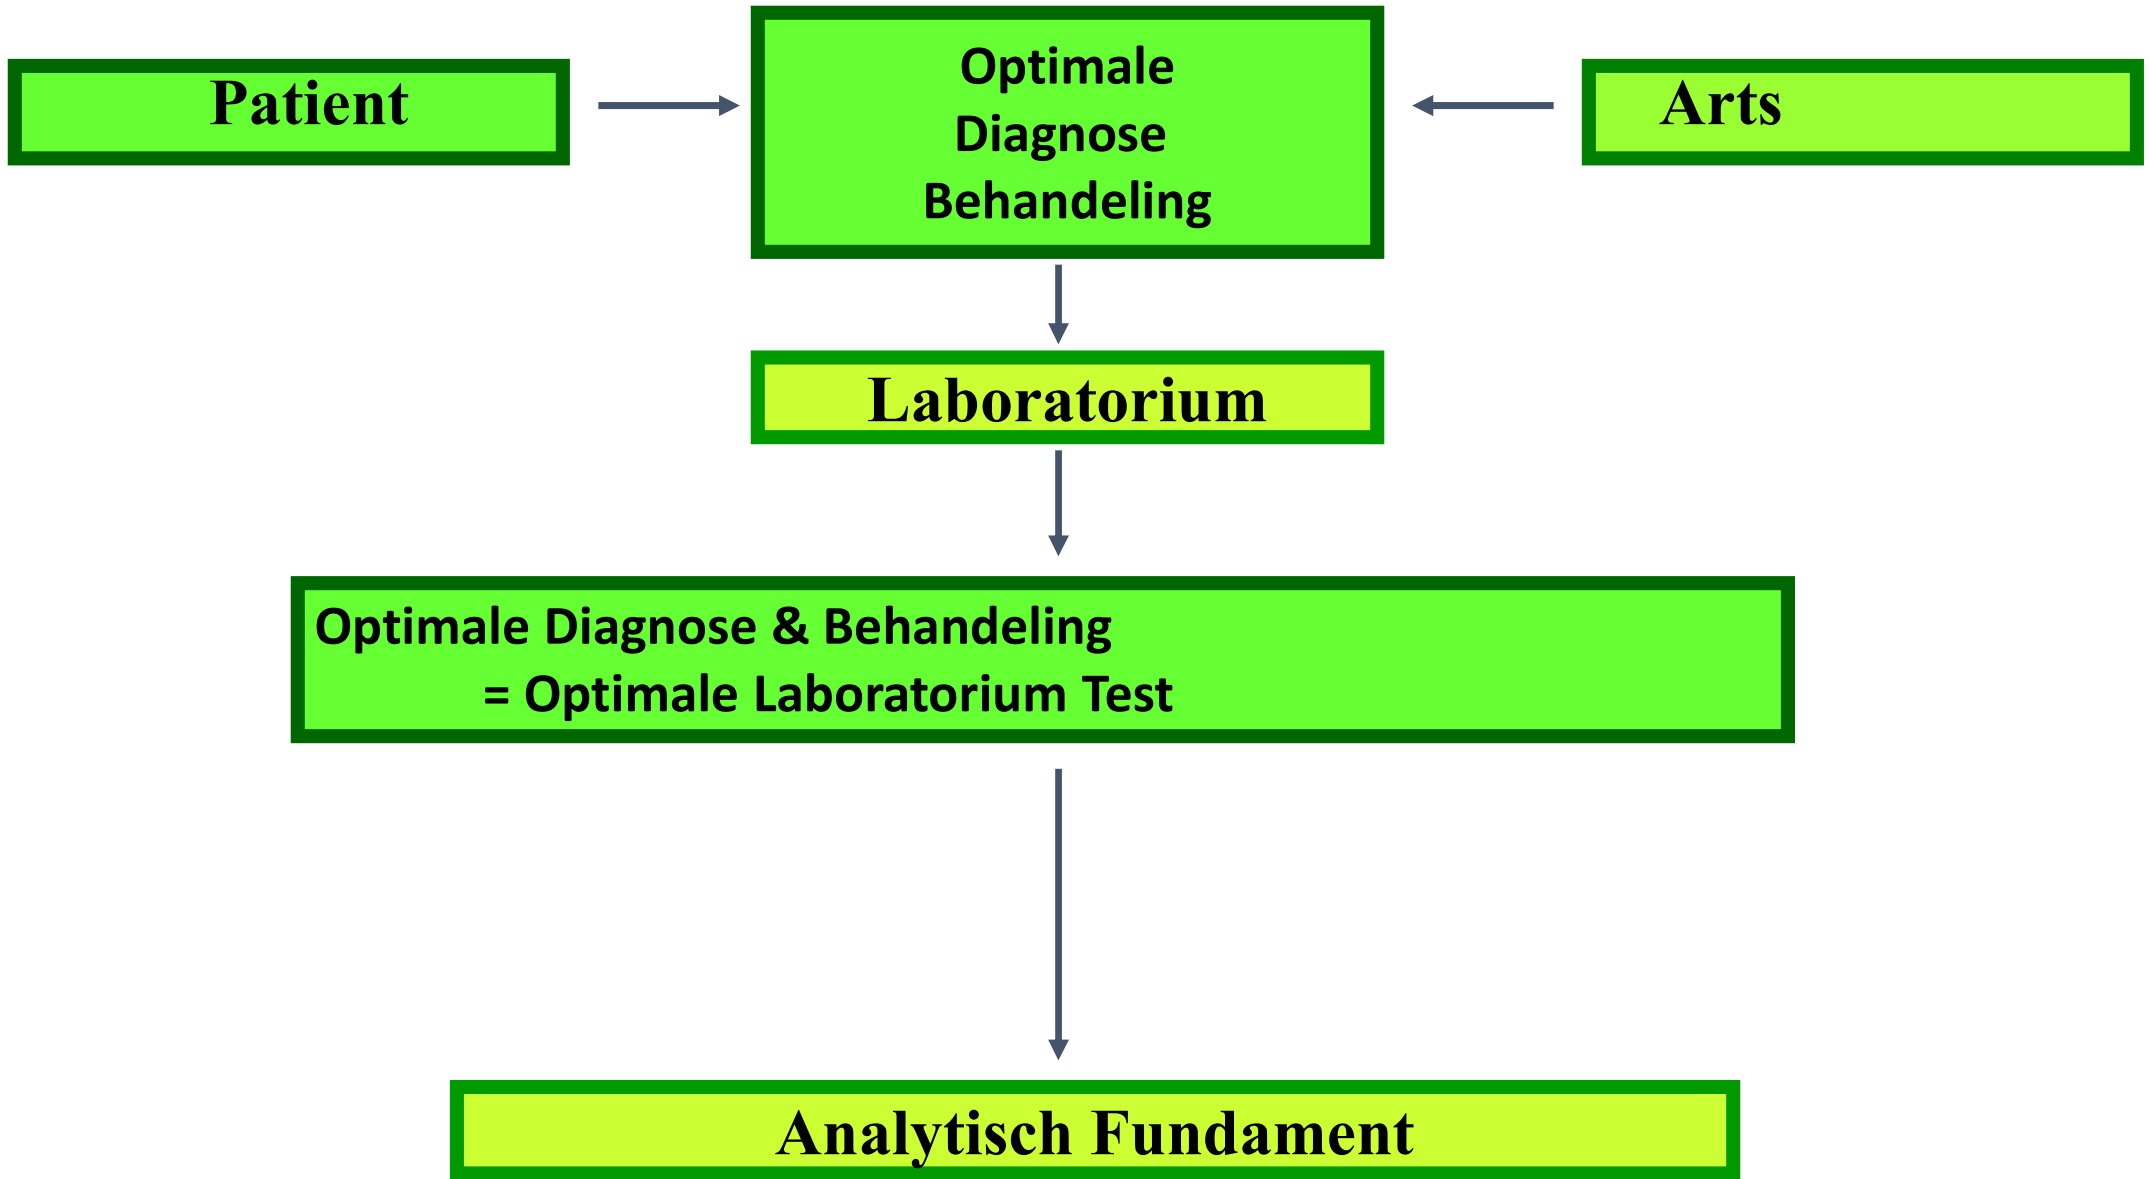 Patient
Optimale
Diagnose
Behandeling
Arts
Laboratorium
Optimale Diagnose & Behandeling
= Optimale Laboratorium Test
Analytisch Fundament